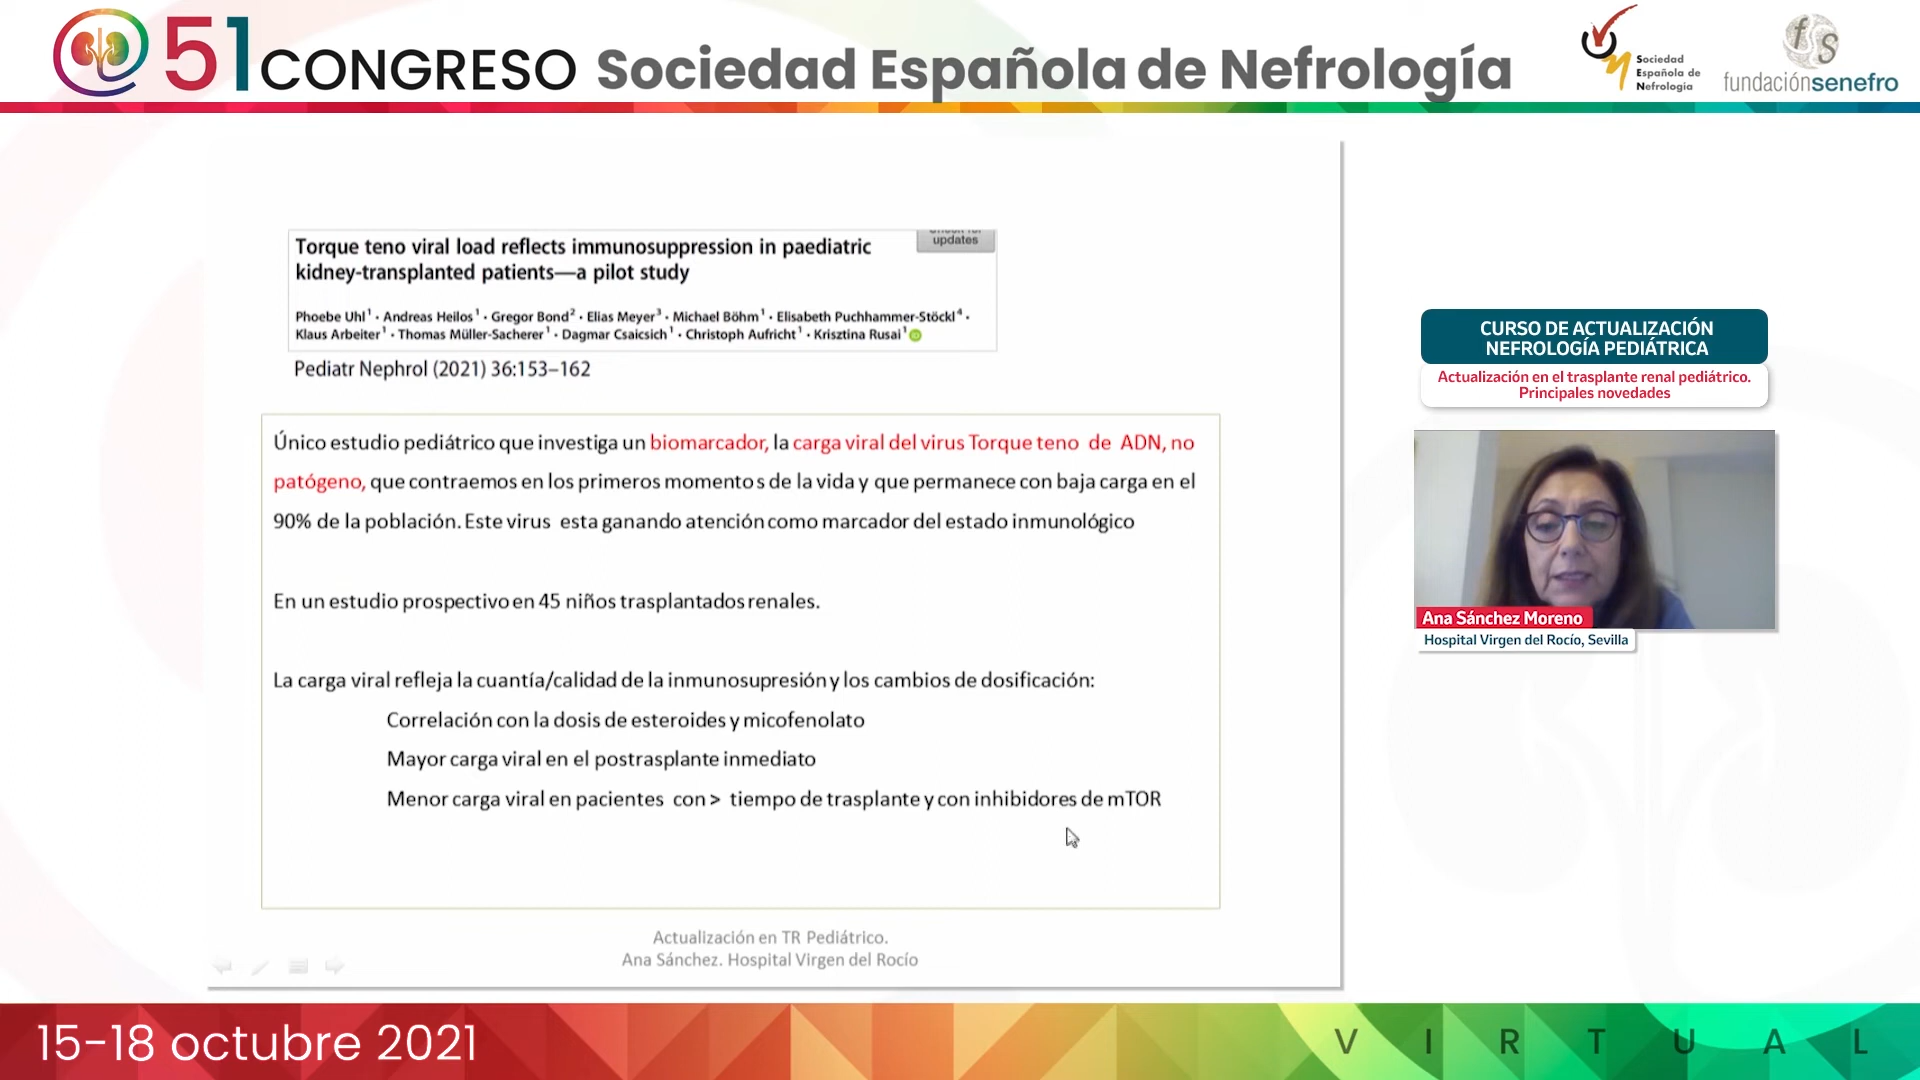 51 CONGRESO Sociedad Española de Nefrología
Sociedad
Española de
Nefrología
fS
fundaciónsenefro
Torque teno viral load reflects immunosuppression in paediatric
kidney-transplanted patients—a pilot study
updates
Phoebe Uhl1 · Andreas Heilos1 · Gregor Bond2 · Elias Meyer3 · Michael Böhm1 · Elisabeth Puchhammer-Stöckl4 ·
Klaus Arbeiter1 · Thomas Müller-Sacherer1 · Dagmar Csaicsich1 · Christoph Aufricht1 · Krisztina Rusai1 iD
Pediatr Nephrol (2021) 36:153–162
Único estudio pediátrico que investiga un biomarcador, la carga viral del virus Torque teno de ADN, no
patógeno, que contraemos en los primeros momentos de la vida y que permanece con baja carga en el
90% de la población. Este virus esta ganando atención como marcador del estado inmunológico
En un estudio prospectivo en 45 niños trasplantados renales.
La carga viral refleja la cuantía/calidad de la inmunosupresión y los cambios de dosificación:
Correlación con la dosis de esteroides y micofenolato
Mayor carga viral en el postrasplante inmediato
Menor carga viral en pacientes con > tiempo de trasplante y con inhibidores de mTOR
Actualización en TR Pediátrico.
Ana Sánchez. Hospital Virgen del Rocío
CURSO DE ACTUALIZACIÓN
NEFROLOGÍA PEDIÁTRICA
Actualización en el trasplante renal pediátrico.
Principales novedades
Ana Sánchez Moreno
Hospital Virgen del Rocío, Sevilla
15-18 octubre 2021
VIRTUAL